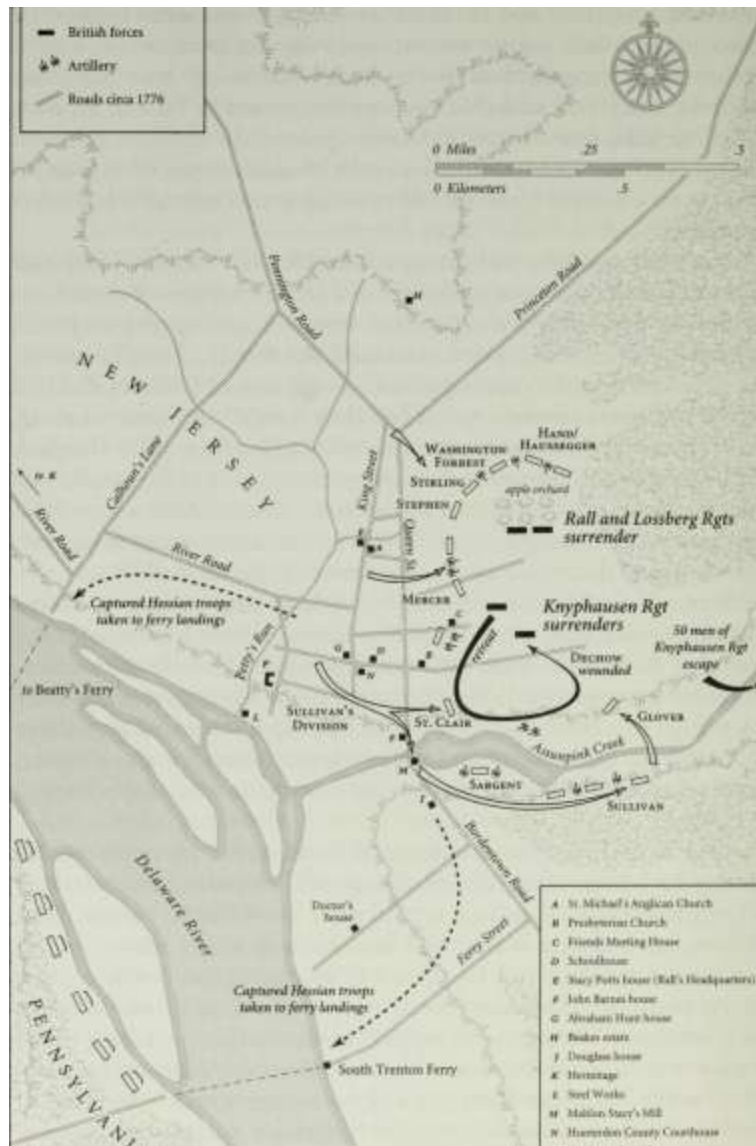 British forces
Artillery
Roads circa 1776
0 Miles .25 .5
0 Kilometers .5
Pennington Road
Princeton Road
H
NEW JERSEY
Calhoun's Lane
to K
River Road
River Road
King Street
Queen St.
WASHINGTON
FORREST
HAND/
HAUSSEGGER
STIRLING
STEPHEN
apple orchard
Rall and Lossberg Rgts
surrender
MERCER
Captured Hessian troops
taken to ferry landings
Knyphausen Rgt
surrenders
retreat
DECHOW
wounded
50 men of
Knyphausen Rgt
escape
Petty's Run
to Beatty's Ferry
C
G
D
B
N
L
SULLIVAN'S
DIVISION
ST. CLAIR
GLOVER
Assunpink Creek
M
SARGENT
SULLIVAN
Bordentown Road
Delaware River
Doctor's
house
Ferry Street
Captured Hessian troops
taken to ferry landings
South Trenton Ferry
PENNSYLVANI
A St. Michael's Anglican Church
B Presbyterian Church
C Friends Meeting House
D Schoolhouse
E Stacy Potts house (Rall's Headquarters)
F John Barnes house
G Abraham Hunt house
H Beakes estate
J Douglass house
K Hermitage
L Steel Works
M Mahlon Stacy's Mill
N Hunterdon County Courthouse